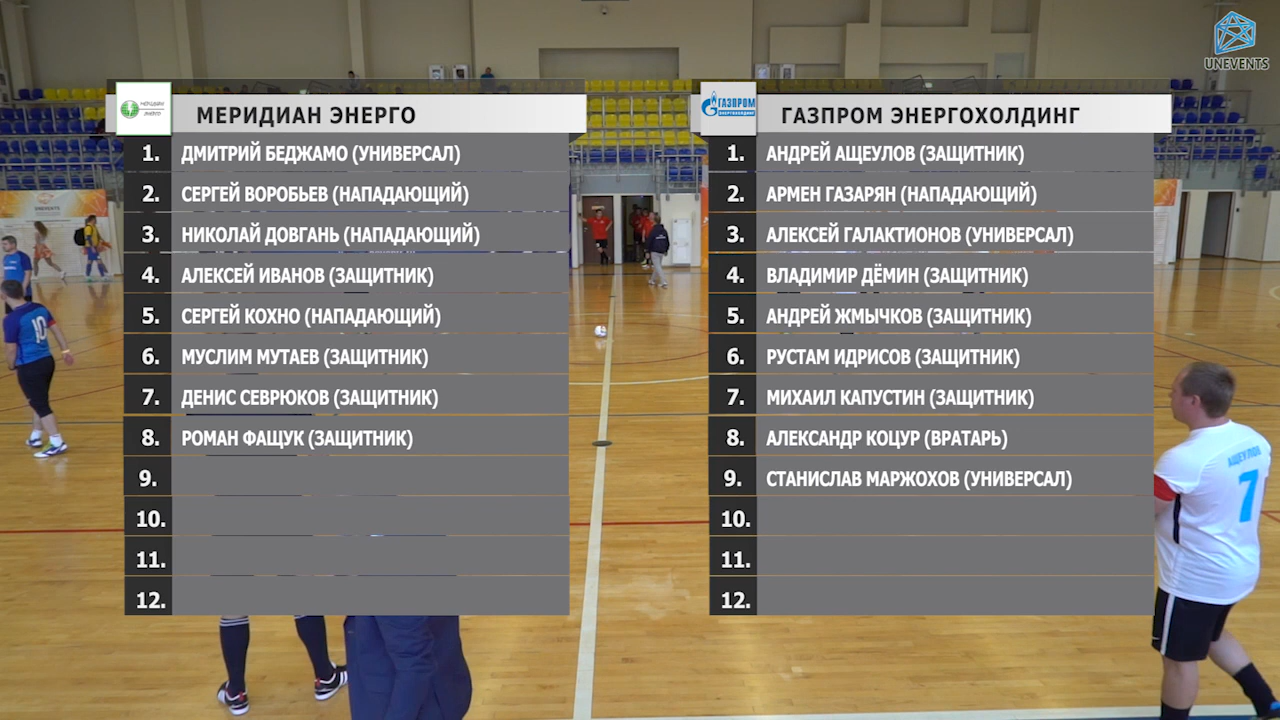 UNEVENTS
МЕРИДИАН ЭНЕРГО
1. ДМИТРИЙ БЕДЖАМО (УНИВЕРСАЛ)
2. СЕРГЕЙ ВОРОБЬЕВ (НАПАДАЮЩИЙ)
3. НИКОЛАЙ ДОВГАНЬ (НАПАДАЮЩИЙ)
4. АЛЕКСЕЙ ИВАНОВ (ЗАЩИТНИК)
5. СЕРГЕЙ КОХНО (НАПАДАЮЩИЙ)
6. МУСЛИМ МУТАЕВ (ЗАЩИТНИК)
7. ДЕНИС СЕВРЮКОВ (ЗАЩИТНИК)
8. РОМАН ФАЩУК (ЗАЩИТНИК)
9.
10.
11.
12.
ГАЗПРОМ
ЭНЕРГОХОЛДИНГ
ГАЗПРОМ ЭНЕРГОХОЛДИНГ
1. АНДРЕЙ АЩЕУЛОВ (ЗАЩИТНИК)
2. АРМЕН ГАЗАРЯН (НАПАДАЮЩИЙ)
3. АЛЕКСЕЙ ГАЛАКТИОНОВ (УНИВЕРСАЛ)
4. ВЛАДИМИР ДЁМИН (ЗАЩИТНИК)
5. АНДРЕЙ ЖМЫЧКОВ (ЗАЩИТНИК)
6. РУСТАМ ИДРИСОВ (ЗАЩИТНИК)
7. МИХАИЛ КАПУСТИН (ЗАЩИТНИК)
8. АЛЕКСАНДР КОЦУР (ВРАТАРЬ)
9. СТАНИСЛАВ МАРЖОХОВ (УНИВЕРСАЛ)
10.
11.
12.
UNEVENTS
10
АЩЕУЛОВ
7